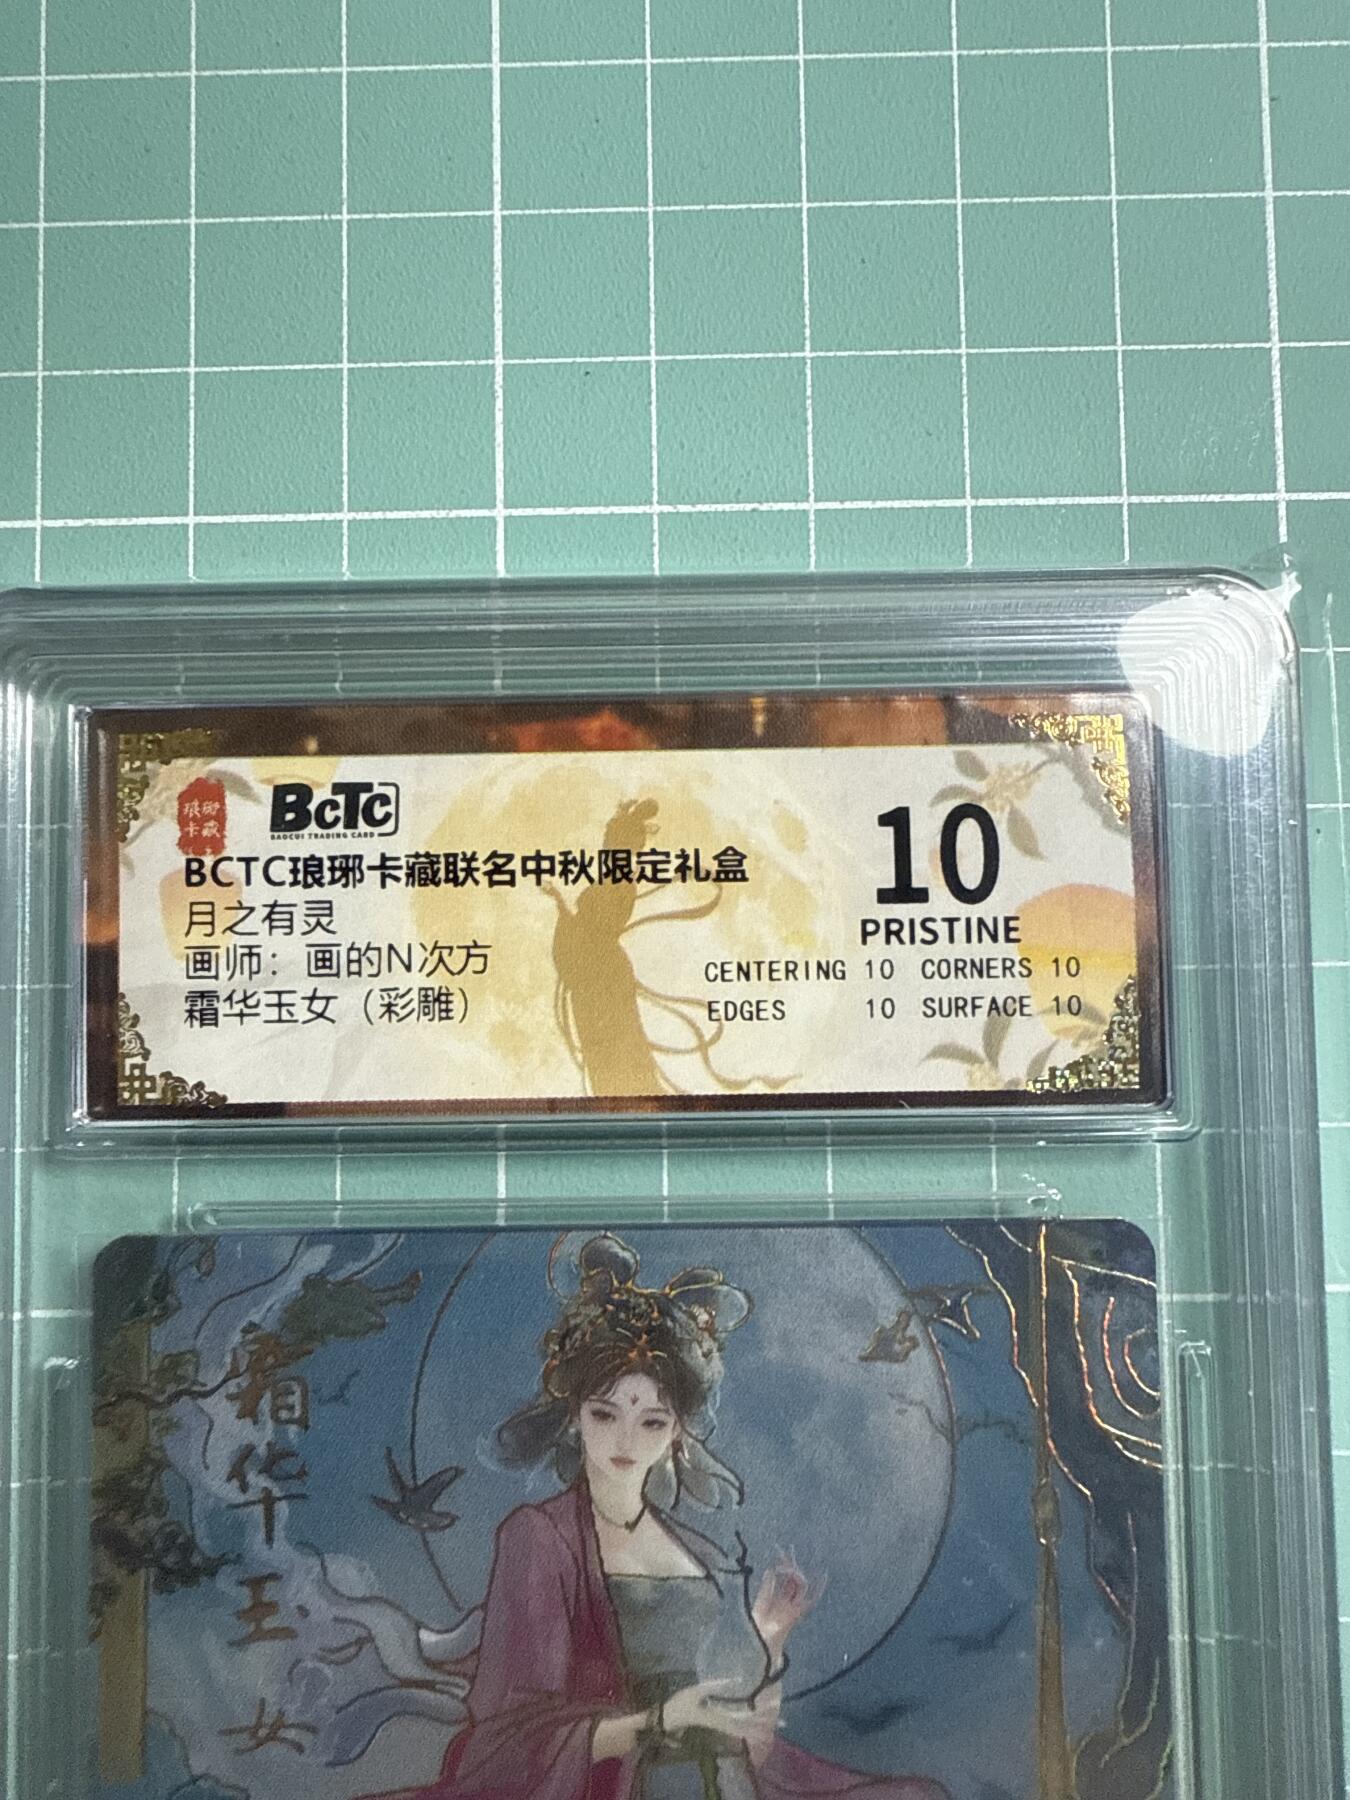 琅琊
卡藏
BCTC
BAOCUI TRADING CARD
BCTC琅琊卡藏联名中秋限定礼盒
月之有灵
画师：画的N次方
霜华玉女（彩雕）
10
PRISTINE
CENTERING 10 CORNERS 10
EDGES 10 SURFACE 10
霜华玉女